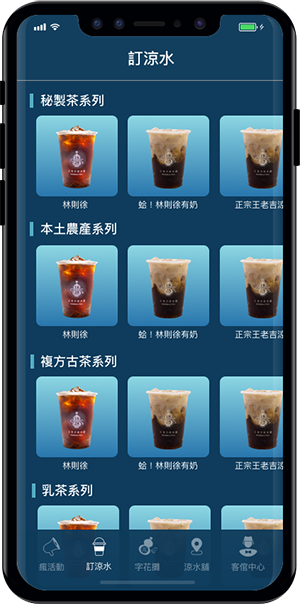 訂涼水
秘製茶系列
林則徐
蛤！林則徐有奶
正宗王老吉涼
本土農產系列
林則徐
蛤！林則徐有奶
正宗王老吉涼
複方古茶系列
林則徐
蛤！林則徐有奶
正宗王老吉涼
乳茶系列
瘋活動
訂涼水
字花攤
涼水舖
客倌中心